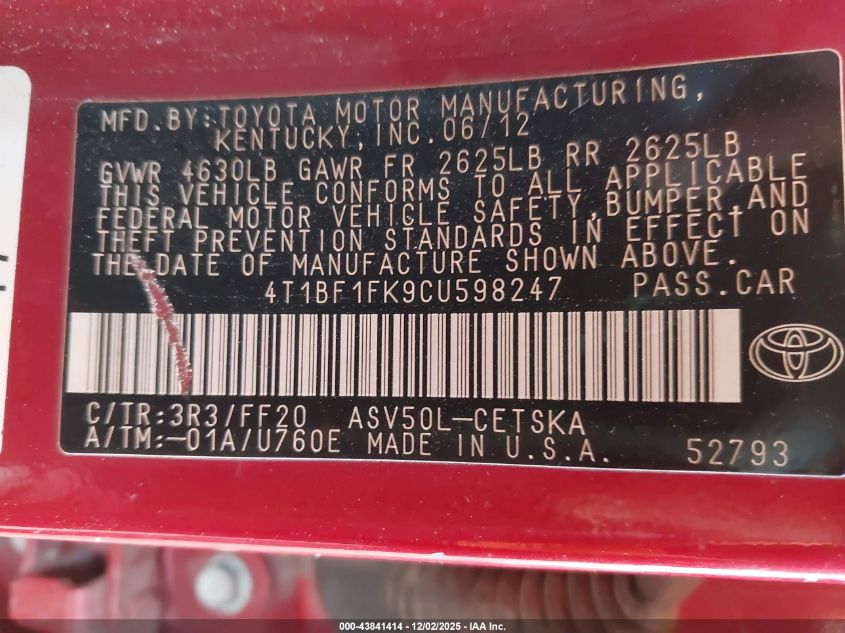 MFD.BY:TOYOTA MOTOR MANUFACTURING,
KENTUCKY,INC.06/12
GVWR 4630LB GAWR FR 2625LB RR 2625LB
THIS VEHICLE CONFORMS TO ALL APPLICABLE
FEDERAL MOTOR VEHICLE SAFETY,BUMPER,AND
THEFT PREVENTION STANDARDS IN EFFECT ON
THE DATE OF MANUFACTURE SHOWN ABOVE.
4T1BF1FK9CU598247 PASS.CAR
C/TR:3R3/FF20 ASV50L-CETSKA
A/TM:-01A/U760E MADE IN U.S.A. 52793
000-43841414 - 12/02/2025 - IAA Inc.